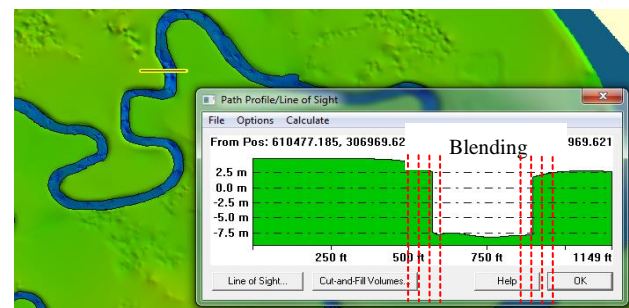 Path Profile/Line of Sight
File Options Calculate
From Pos: 610477.185, 306969.62 969.621
Blending
2.5 m
0.0 m
-2.5 m
-5.0 m
-7.5 m
250 ft 500 ft 750 ft 1149 ft
Line of Sight... Cut-and-Fill Volumes... Help OK